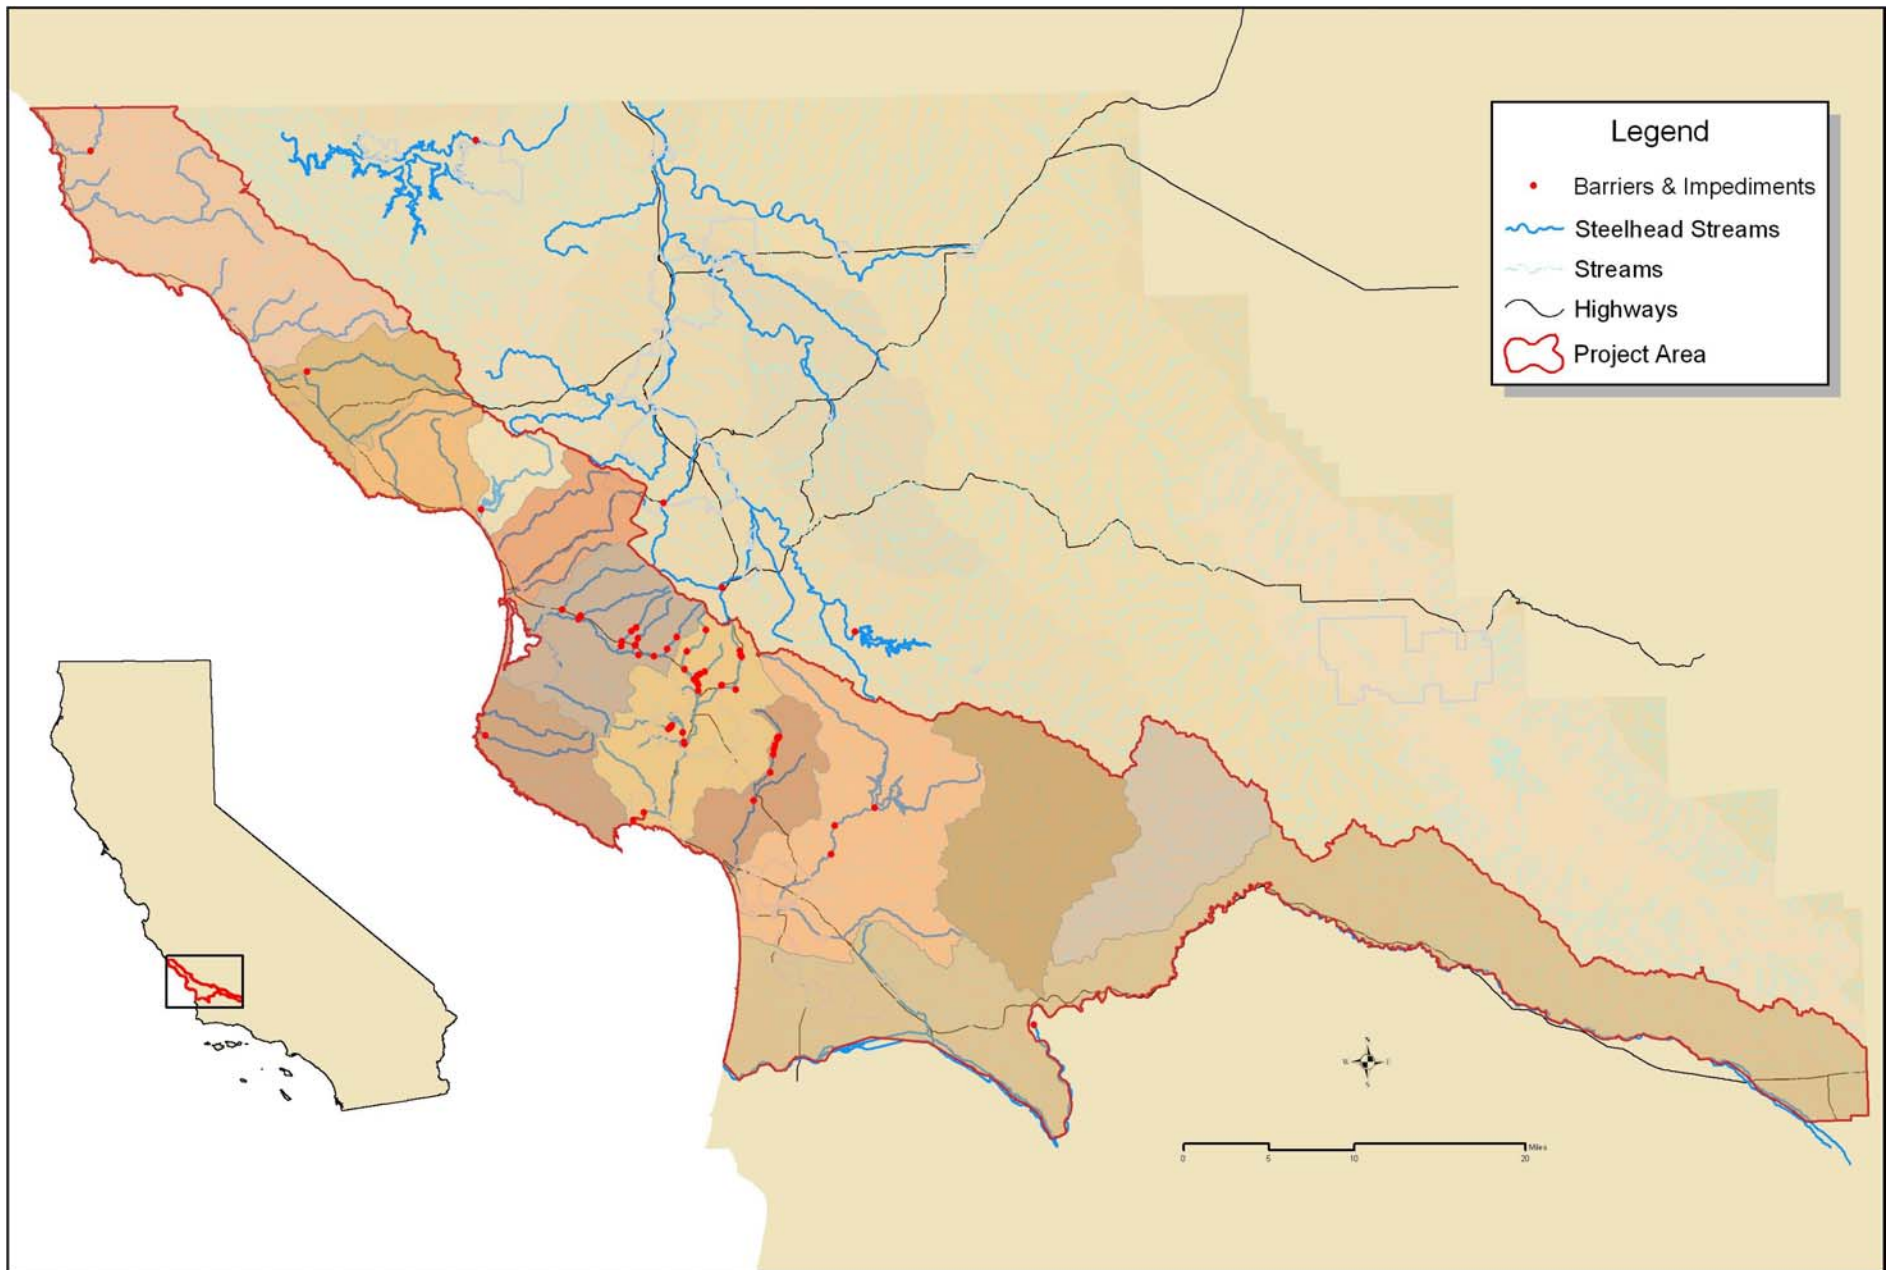 Legend
Barriers & Impediments
Steelhead Streams
Streams
Highways
Project Area
N
W E
S
Miles
0 5 10 20